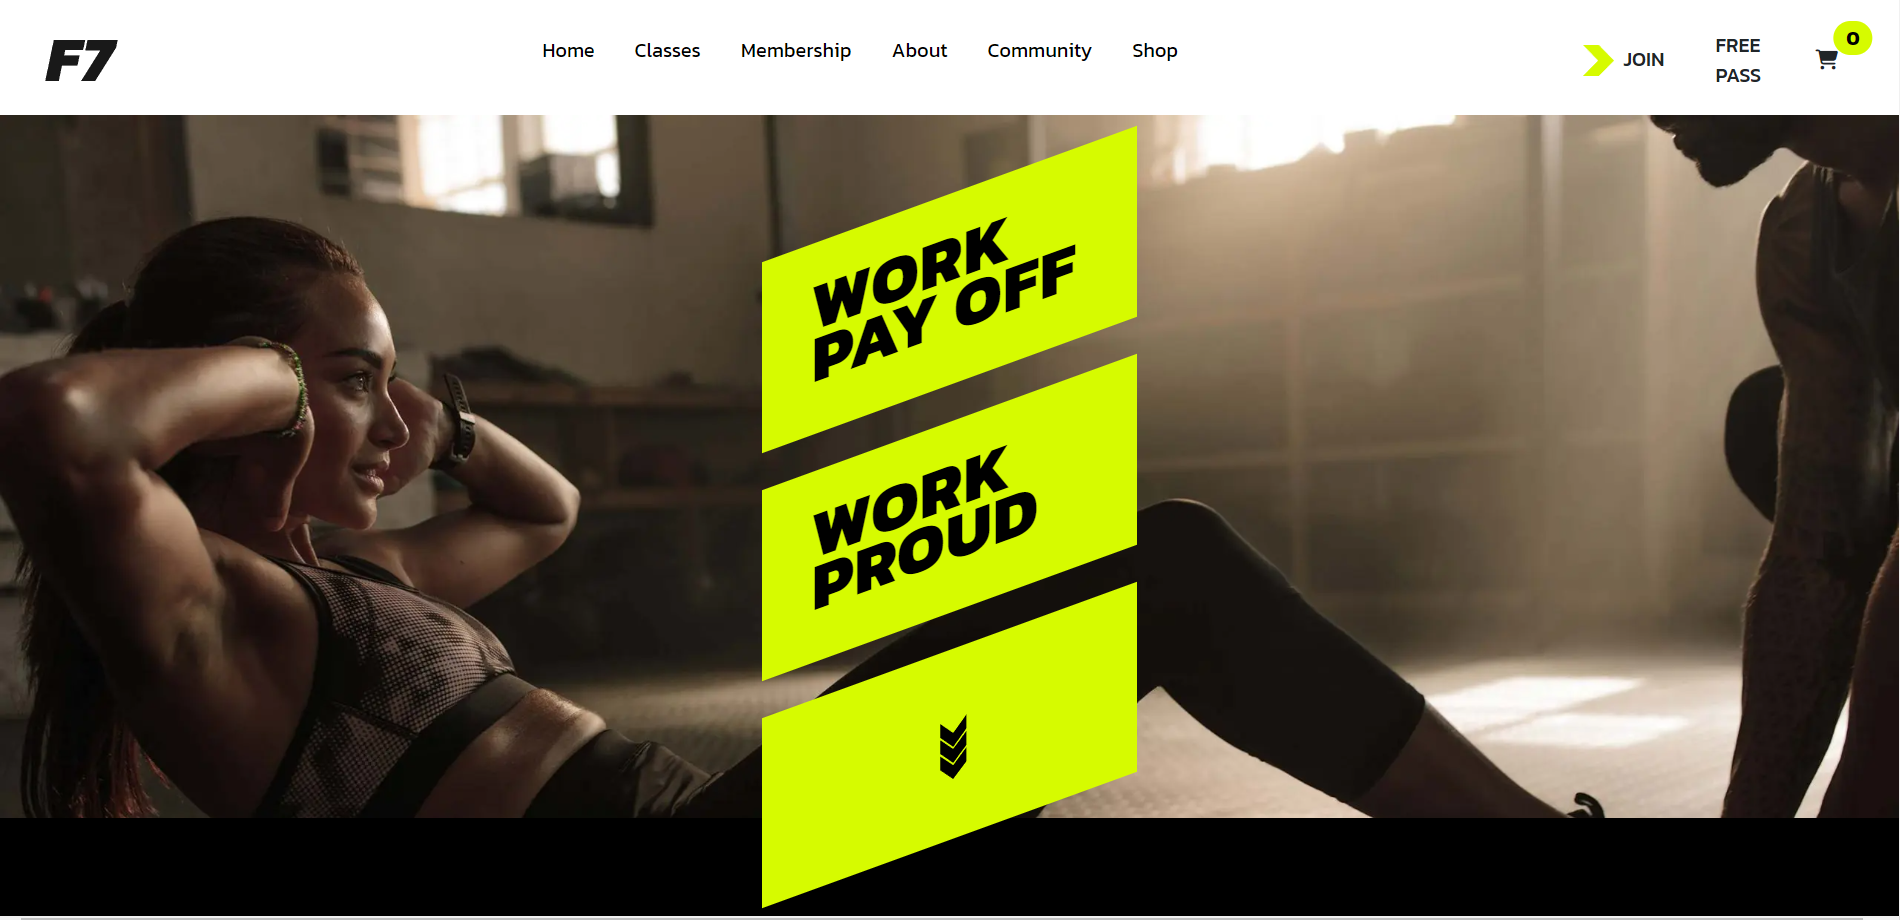 F7
Home
Classes
Membership
About
Community
Shop
JOIN
FREE
PASS
0
WORK
PAY OFF
WORK
PROUD